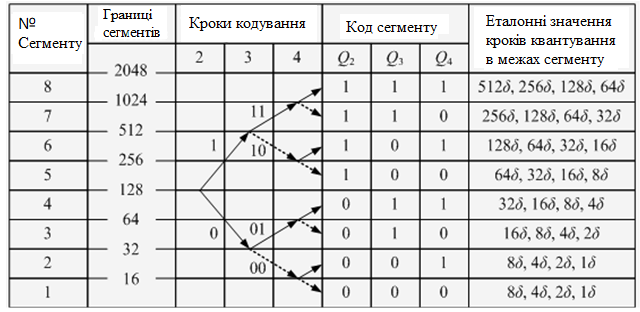 № Сегменту
Границі сегментів
Кроки кодування
Код сегменту
Еталонні значення кроків квантування в межах сегменту
2 3 4 Q2 Q3 Q4
2048
8 1 1 1 512δ, 256δ, 128δ, 64δ
1024
7 11 1 1 0 256δ, 128δ, 64δ, 32δ
512
6 1 10 1 0 1 128δ, 64δ, 32δ, 16δ
256
5 1 0 0 64δ, 32δ, 16δ, 8δ
128
4 0 1 1 32δ, 16δ, 8δ, 4δ
64
3 0 01 0 1 0 16δ, 8δ, 4δ, 2δ
32
2 00 0 0 1 8δ, 4δ, 2δ, 1δ
16
1 0 0 0 8δ, 4δ, 2δ, 1δ